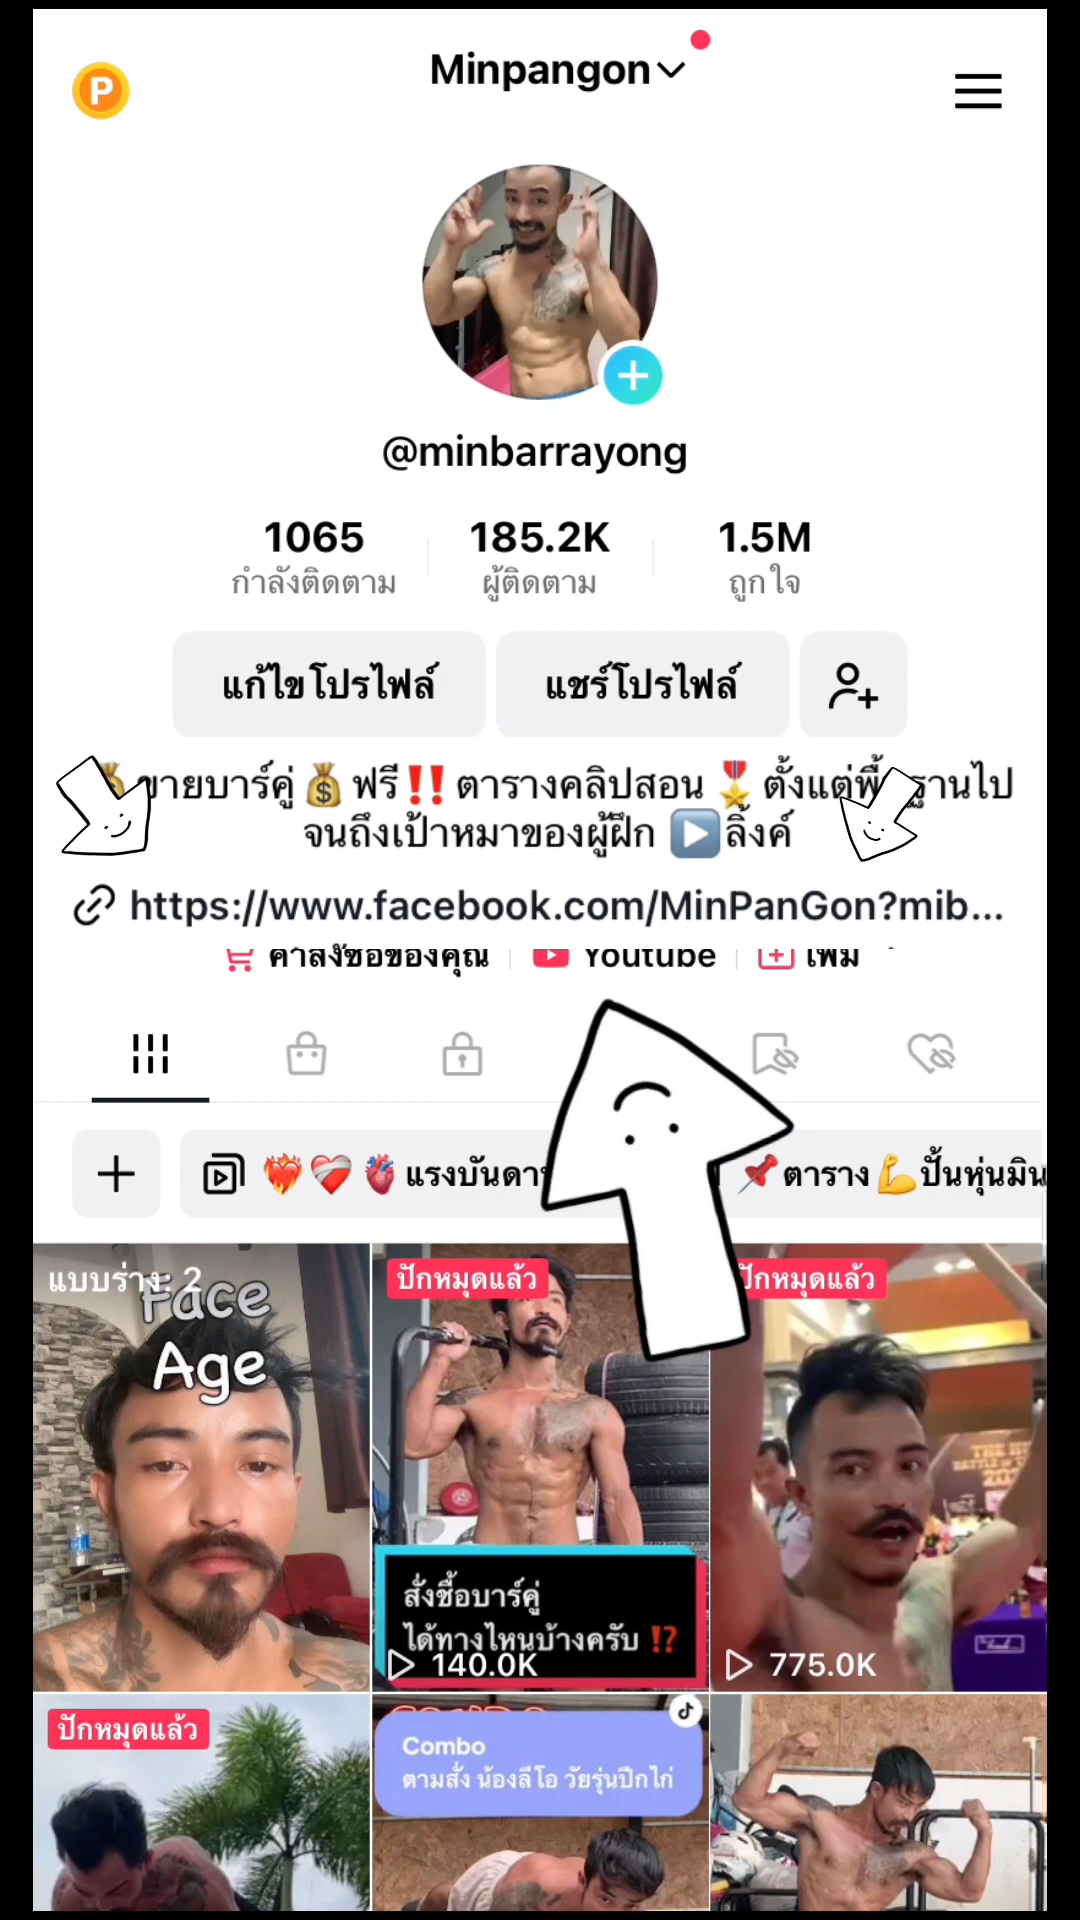 P
Minpangon
@minbarrayong
1065
185.2K
1.5M
กำลังติดตาม
ผู้ติดตาม
ถูกใจ
แก้ไขโปรไฟล์
แชร์โปรไฟล์
ขายบาร์คู่ 💰 ฟรี‼️ ตารางคลิปสอน 🎖️ ตั้งแต่พื้นฐานไป
จนถึงเป้าหมาของผู้ฝึก ▶️ ลิ้งค์
https://www.facebook.com/MinPanGon?mib...
คำสั่งซื้อของคุณ
Youtube
เพิ่ม
❤️‍🔥 ❤️‍🩹 🫀 แรงบันดา
📌 ตาราง 💪 ปั้นหุ่นมิน
แบบร่าง: 2
Face
Age
ปักหมุดแล้ว
สั่งซื้อบาร์คู่
ได้ทางไหนบ้างครับ ⁉️
140.0K
ปักหมุดแล้ว
775.0K
ปักหมุดแล้ว
Combo
ตามสั่ง น้องลีโอ วัยรุ่นปีกไก่